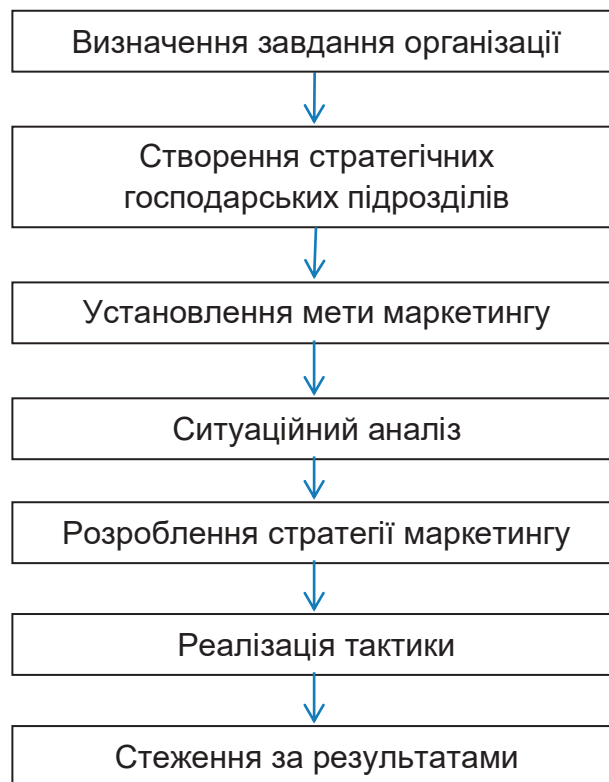 Визначення завдання організації
Створення стратегічних
господарських підрозділів
Установлення мети маркетингу
Ситуаційний аналіз
Розроблення стратегії маркетингу
Реалізація тактики
Стеження за результатами